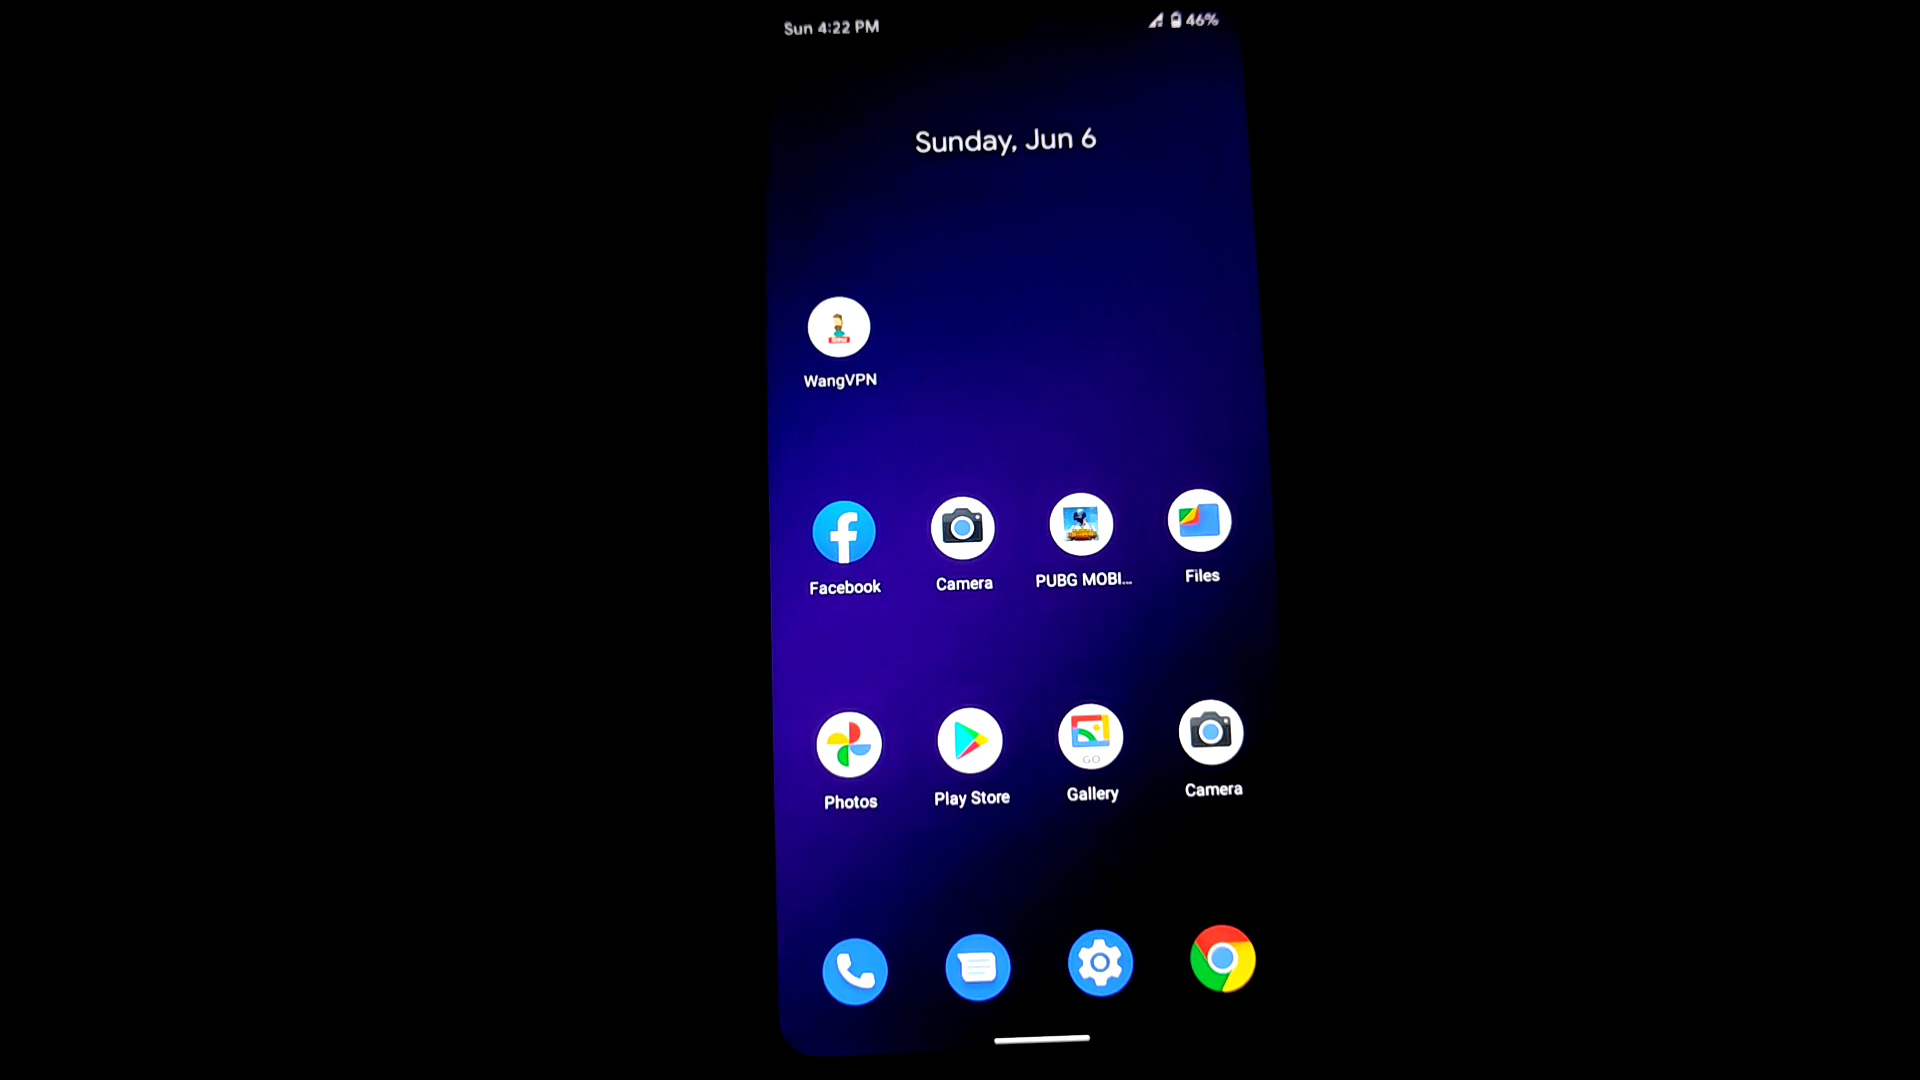 Sun 4:22 PM
46%
Sunday, Jun 6
WangVPN
Facebook
Camera
PUBG MOBI...
Files
GO
Photos
Play Store
Gallery
Camera